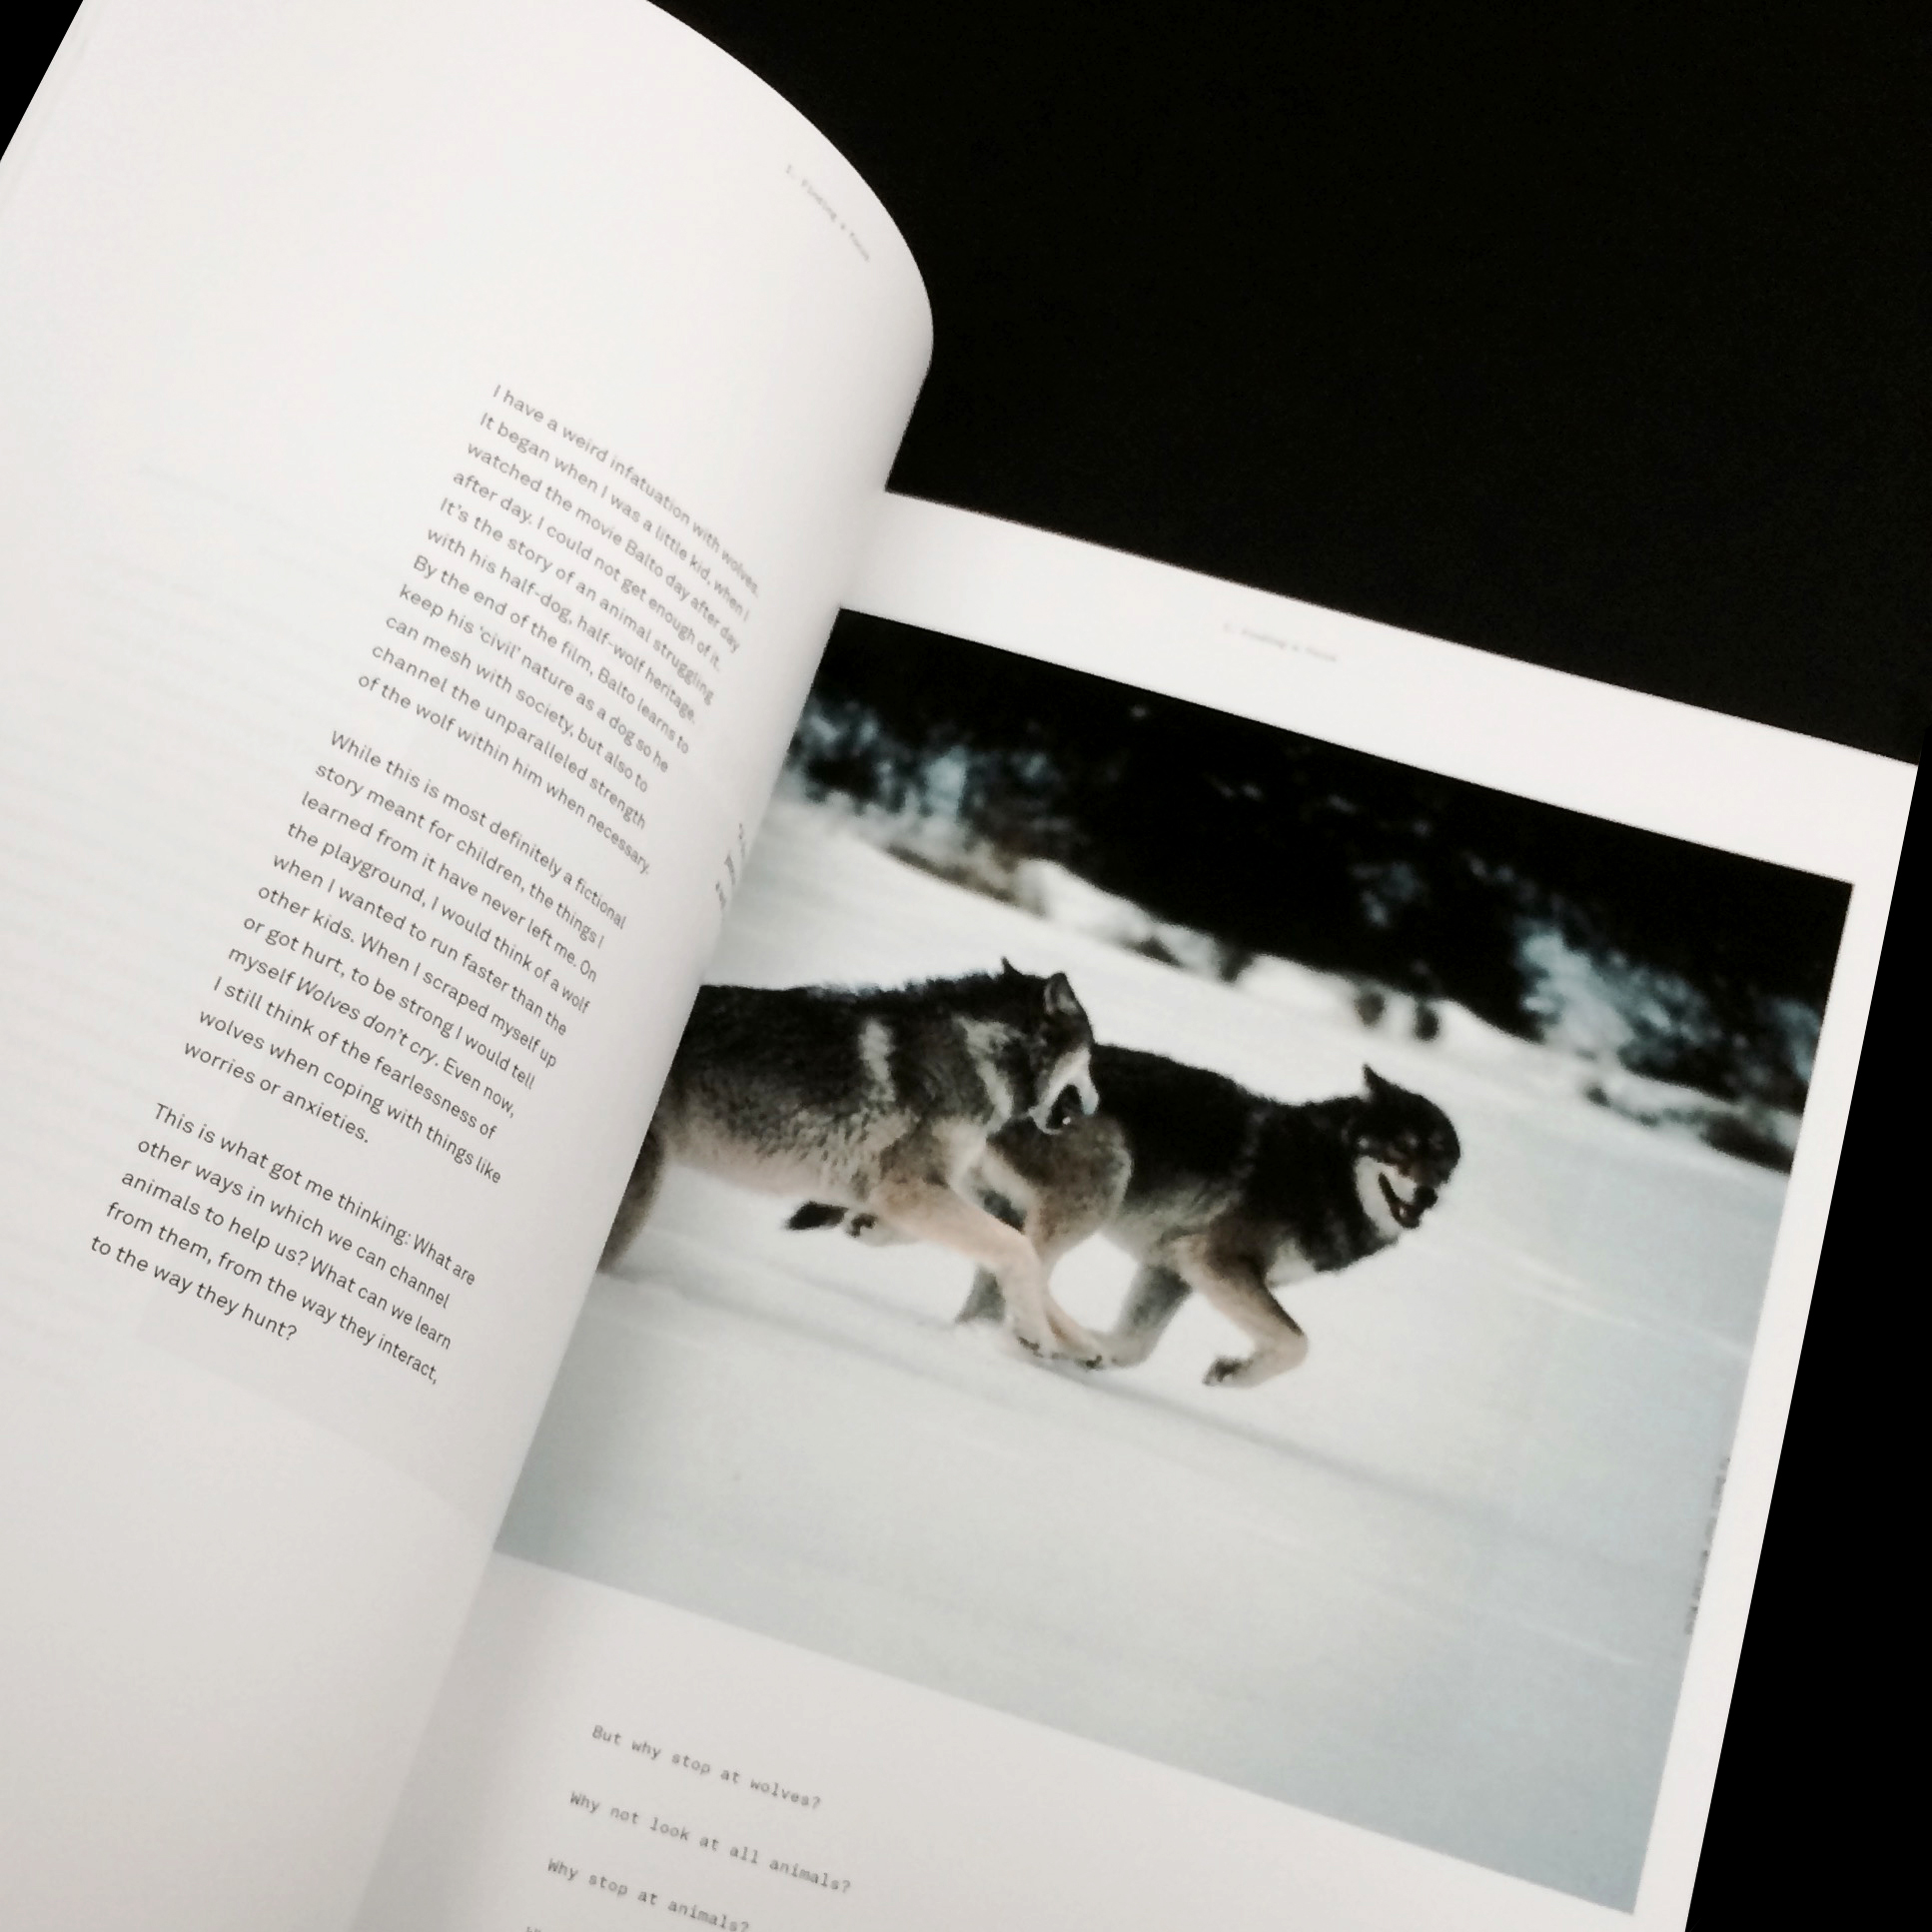 1. Finding a focus
I have a weird infatuation with wolves.
It began when I was a little kid, when I
watched the movie Balto day after day
after day. I could not get enough of it.
It's the story of an animal struggling
with his half-dog, half-wolf heritage.
By the end of the film, Balto learns to
keep his 'civil' nature as a dog so he
can mesh with society, but also to
channel the unparalleled strength
of the wolf within him when necessary.
While this is most definitely a fictional
story meant for children, the things I
learned from it have never left me. On
the playground, I would think of a wolf
when I wanted to run faster than the
other kids. When I scraped myself up
or got hurt, to be strong I would tell
myself Wolves don't cry. Even now,
I still think of the fearlessness of
wolves when coping with things like
worries or anxieties.
This is what got me thinking: What are
other ways in which we can channel
animals to help us? What can we learn
from them, from the way they interact,
to the way they hunt?
1. Finding a focus
But why stop at wolves?
Why not look at all animals?
Why stop at animals?